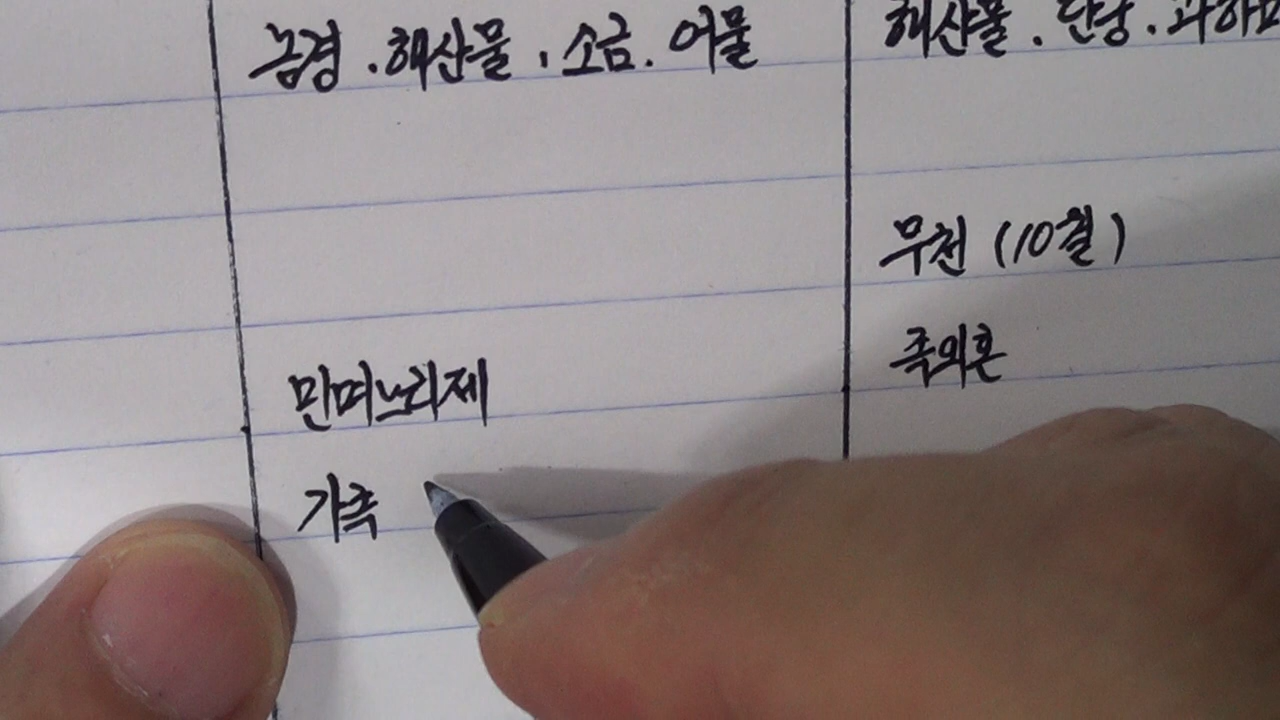 농경 . 해산물 . 소금 . 어물
해산물 . 단궁 . 과하마
무천 (10월)
족외혼
민며느리제
가족